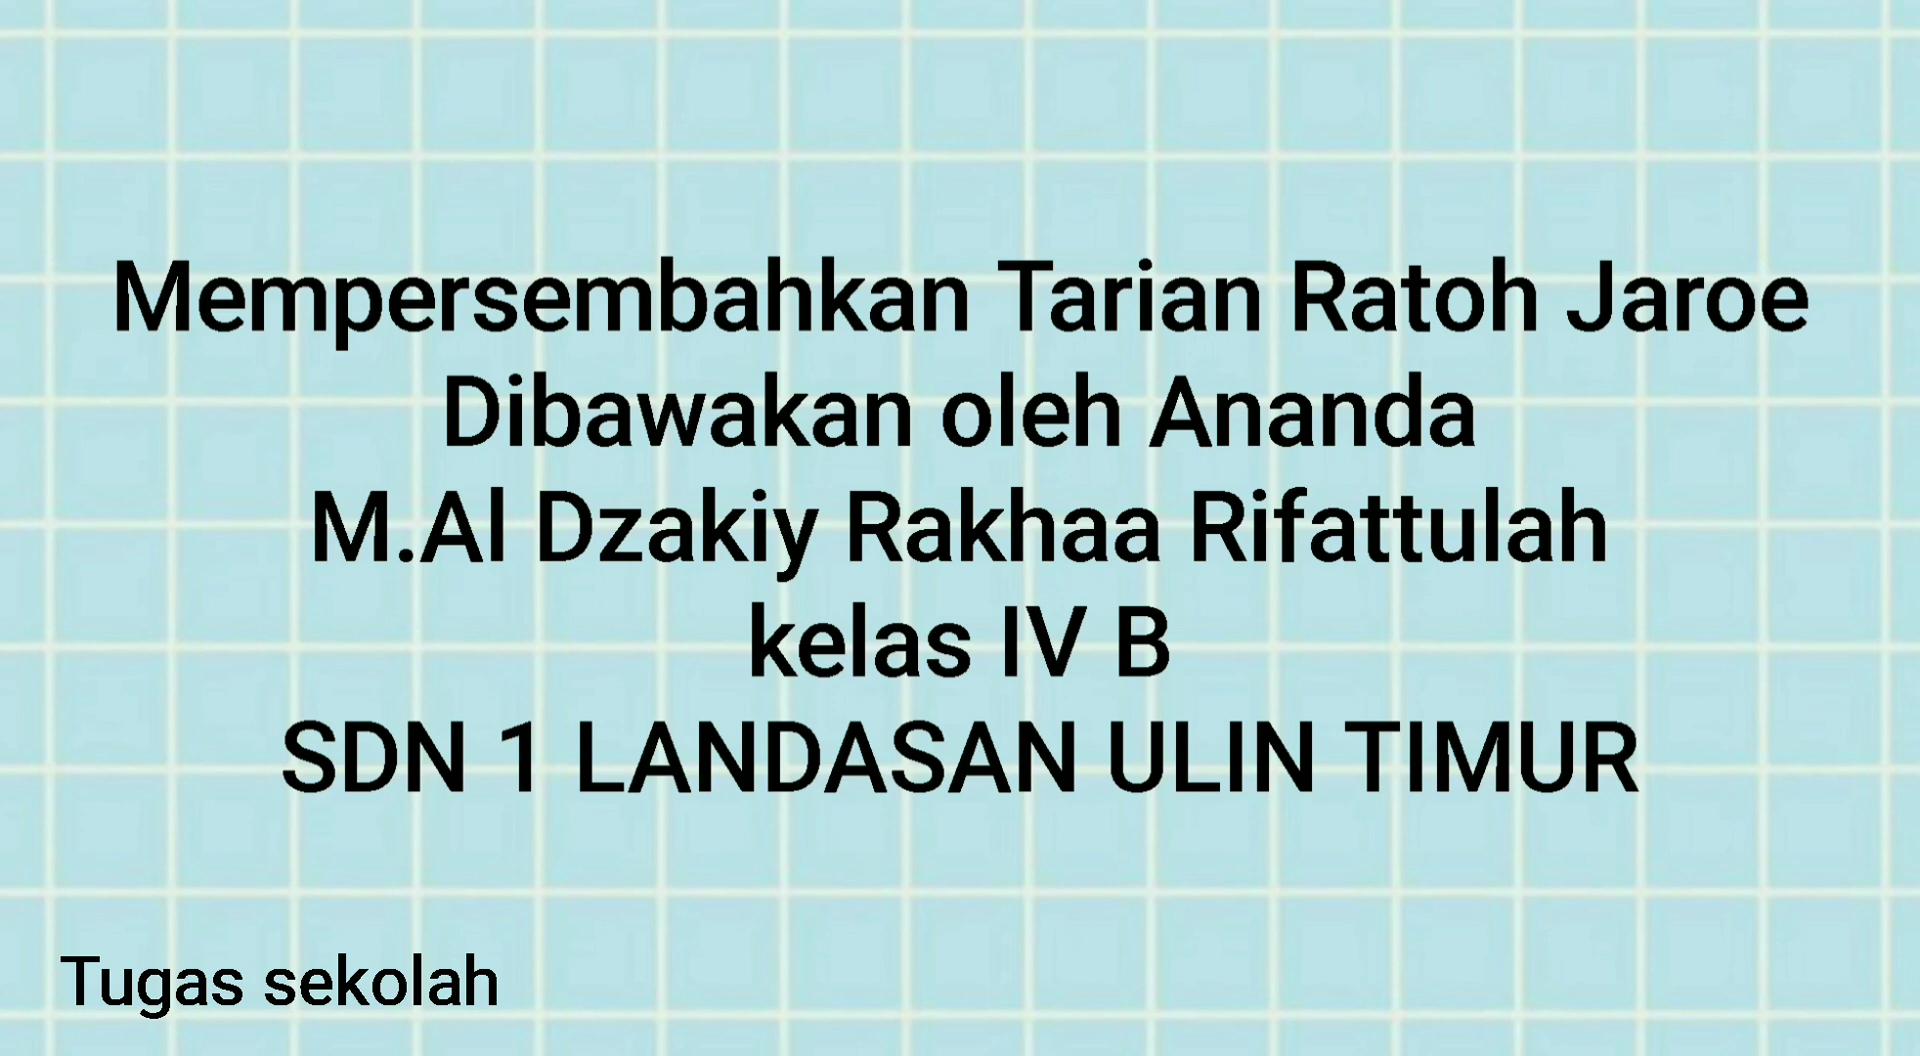 Mempersembahkan Tarian Ratoh Jaroe
Dibawakan oleh Ananda
M.Al Dzakiy Rakhaa Rifattulah
kelas IV B
SDN 1 LANDASAN ULIN TIMUR
Tugas sekolah